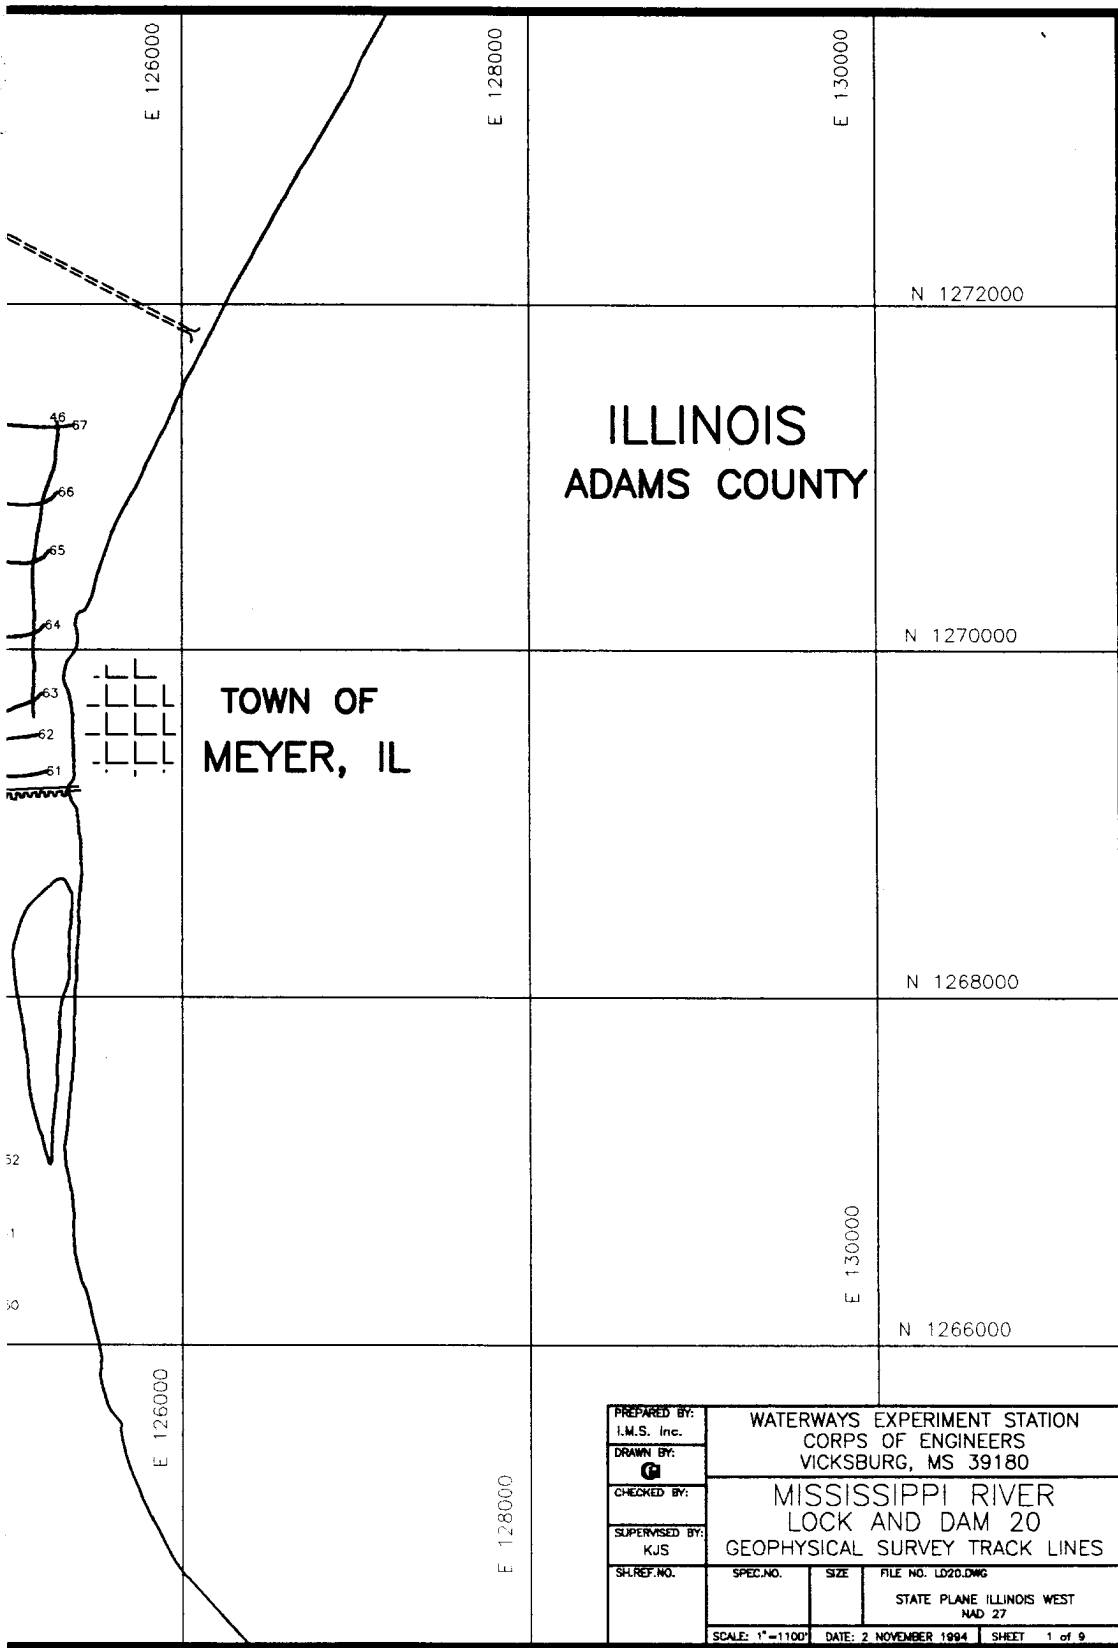 E 126000
E 128000
E 130000
N 1272000
ILLINOIS
ADAMS COUNTY
46
67
66
65
64
N 1270000
63
62
61
TOWN OF
MEYER, IL
N 1268000
52
E 130000
N 1266000
E 126000
E 128000
PREPARED BY:
I.M.S. Inc.
DRAWN BY:
CHECKED BY:
SUPERVISED BY:
KJS
SH.REF.NO.
WATERWAYS EXPERIMENT STATION
CORPS OF ENGINEERS
VICKSBURG, MS 39180
MISSISSIPPI RIVER
LOCK AND DAM 20
GEOPHYSICAL SURVEY TRACK LINES
SPEC.NO.
SIZE
FILE NO. LD20.DWG
STATE PLANE ILLINOIS WEST
NAD 27
SCALE: 1"=1100'
DATE: 2 NOVEMBER 1994
SHEET 1 of 9